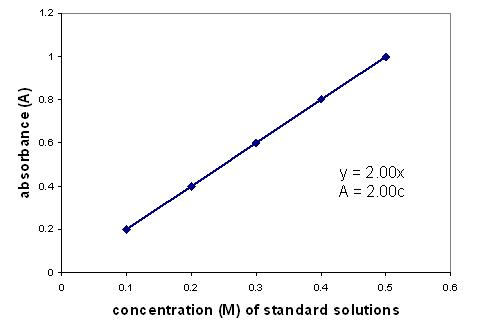 1.2
1
0.8
0.6
0.4
0.2
0
absorbance (A)
y = 2.00x
A = 2.00c
0 0.1 0.2 0.3 0.4 0.5 0.6
concentration (M) of standard solutions